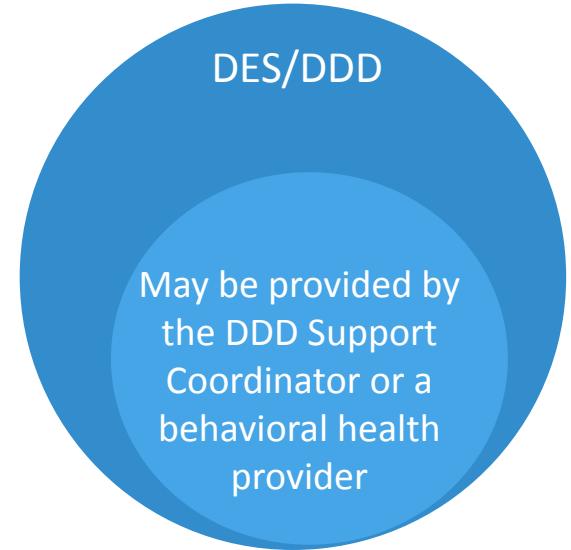 DES/DDD
May be provided by
the DDD Support
Coordinator or a
behavioral health
provider